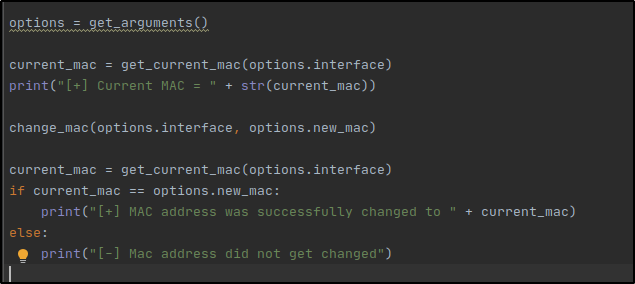 options = get_arguments()
current_mac = get_current_mac(options.interface)
print("[+] Current MAC = " + str(current_mac))
change_mac(options.interface, options.new_mac)
current_mac = get_current_mac(options.interface)
if current_mac == options.new_mac:
    print("[+] MAC address was successfully changed to " + current_mac)
else:
    print("[-] Mac address did not get changed")